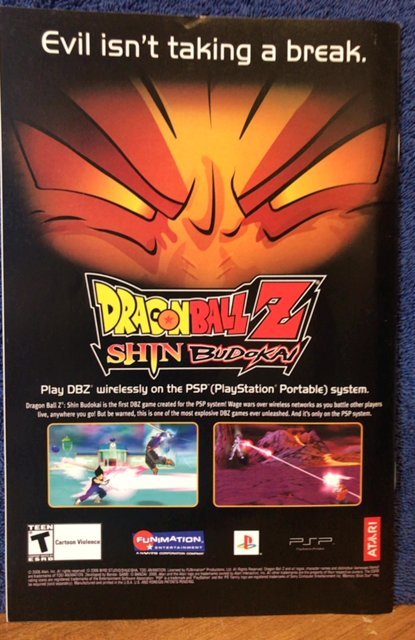 Evil isn't taking a break.
DRAGON BALL Z
SHIN BUDOKAI
Play DBZ® wirelessly on the PSP® (PlayStation® Portable) system.
Dragon Ball Z®: Shin Budokai is the first DBZ game created for the PSP system! Wage wars over wireless networks as you battle other players
live, anywhere you go! But be warned, this is one of the most explosive DBZ games ever unleashed. And it's only on the PSP system.
TEEN
T
ESRB
Cartoon Violence
FUNIMATION
ENTERTAINMENT
PSP
PlayStation Portable
ATARI